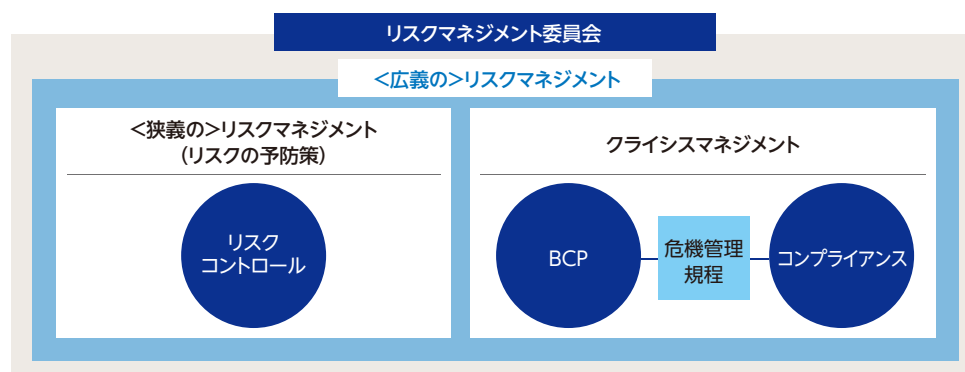 リスクマネジメント委員会
<広義の>リスクマネジメント
<狭義の>リスクマネジメント
(リスクの予防策)
リスク
コントロール
クライシスマネジメント
BCP
危機管理
規程
コンプライアンス